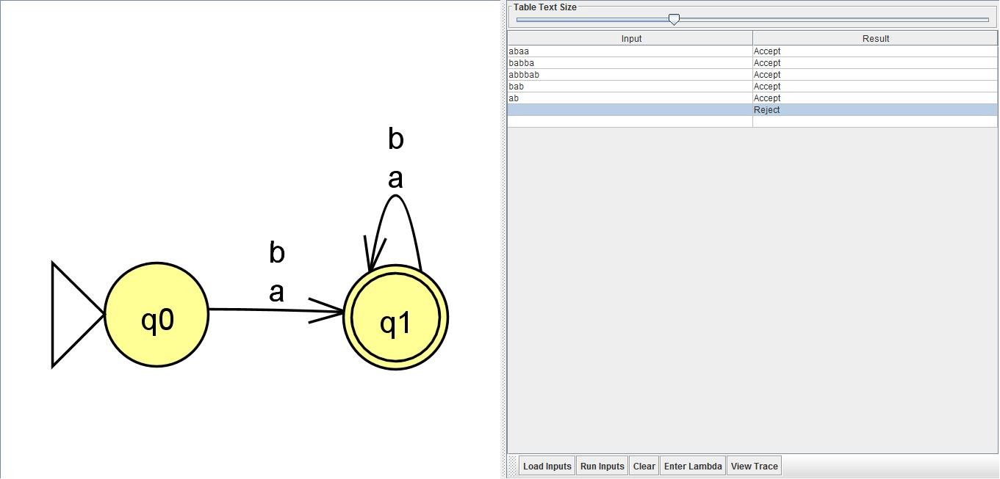 b
a
b
a
q0
q1
Table Text Size
Input Result
abaa Accept
babba Accept
abbbab Accept
bab Accept
ab Accept
Reject
Load Inputs Run Inputs Clear Enter Lambda View Trace